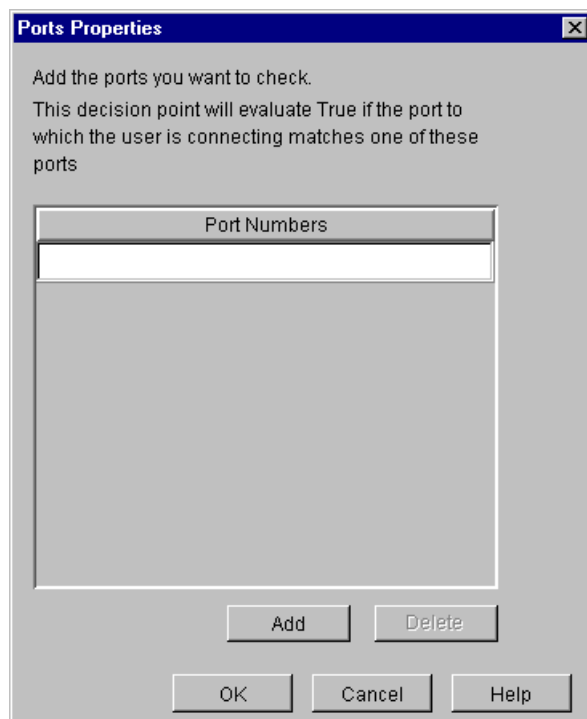 Ports Properties
Add the ports you want to check.
This decision point will evaluate True if the port to
which the user is connecting matches one of these
ports
Port Numbers
Add
Delete
OK
Cancel
Help